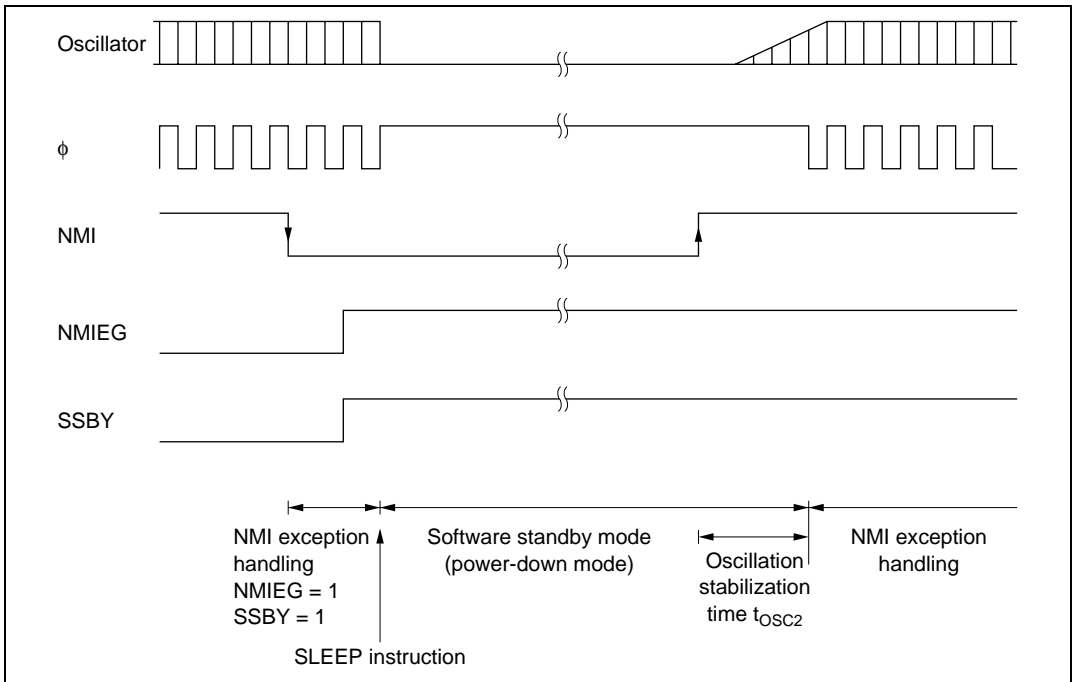 Oscillator
ϕ
NMI
NMIEG
SSBY
NMI exception
handling
NMIEG = 1
SSBY = 1
Software standby mode
(power-down mode)
Oscillation
stabilization
time tOSC2
NMI exception
handling
SLEEP instruction